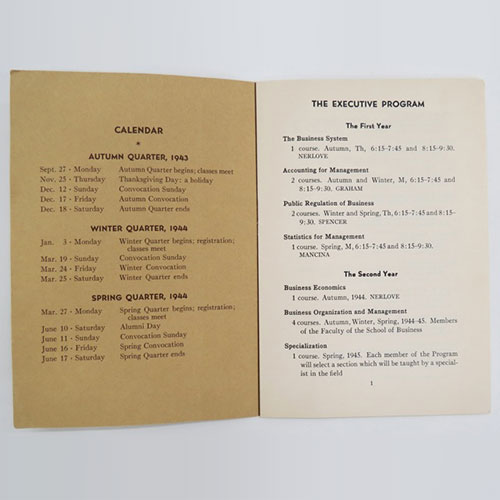 CALENDAR
*
AUTUMN QUARTER, 1943
Sept. 27 - Monday Autumn Quarter begins; classes meet
Nov. 25 - Thursday Thanksgiving Day: a holiday
Dec. 12 - Sunday Convocation Sunday
Dec. 17 - Friday Autumn Convocation
Dec. 18 - Saturday Autumn Quarter ends
WINTER QUARTER, 1944
Jan. 3 - Monday Winter Quarter begins; registration;
classes meet
Mar. 19 - Sunday Convocation Sunday
Mar. 24 - Friday Winter Convocation
Mar. 25 - Saturday Winter Quarter ends
SPRING QUARTER, 1944
Mar. 27 - Monday Spring Quarter begins; registration;
classes meet
June 10 - Saturday Alumni Day
June 11 - Sunday Convocation Sunday
June 16 - Friday Spring Convocation
June 17 - Saturday Spring Quarter ends
THE EXECUTIVE PROGRAM
The First Year
The Business System
1 course. Autumn, Th, 6:15-7:45 and 8:15-9:30.
NERLOVE
Accounting for Management
2 courses. Autumn and Winter, M, 6:15-7:45 and
8:15-9:30. GRAHAM
Public Regulation of Business
2 courses. Winter and Spring, Th, 6:15-7:45 and 8:15-
9:30. SPENCER
Statistics for Management
1 course. Spring, M, 6:15-7:45 and 8:15-9:30.
MANCINA
The Second Year
Business Economics
1 course. Autumn, 1944. NERLOVE
Business Organization and Management
4 courses. Autumn, Winter, Spring, 1944-45. Members
of the Faculty of the School of Business
Specialization
1 course. Spring, 1945. Each member of the Program
will select a section which will be taught by a special-
ist in the field
1